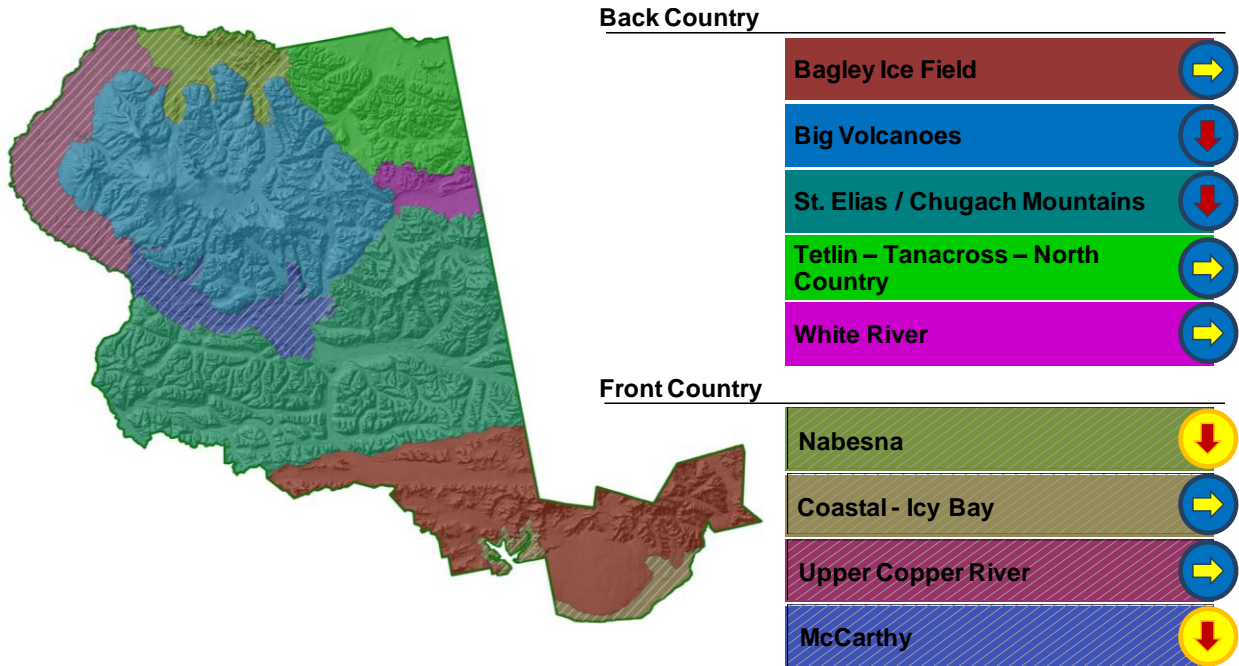 Back Country
Bagley Ice Field
Big Volcanoes
St. Elias / Chugach Mountains
Tetlin – Tanacross – North
Country
White River
Front Country
Nabesna
Coastal - Icy Bay
Upper Copper River
McCarthy